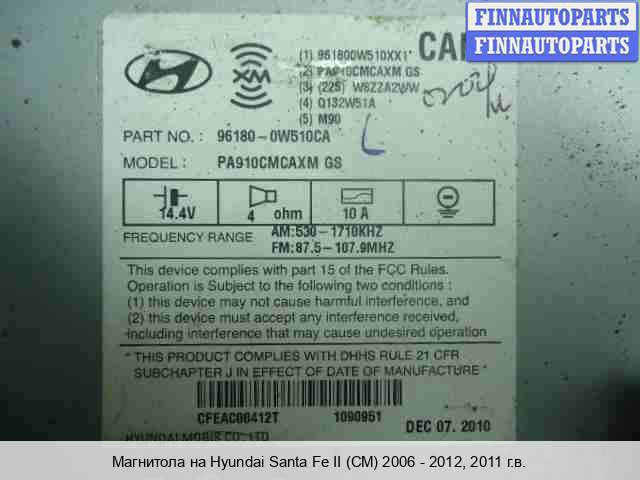 FINNAUTOPARTS
FINNAUTOPARTS
CAN
XM
(1) 961800W510XX1*
(2) PA910CMCAXM GS
(3) (22S) W8ZZA2WW
(4) Q132W51A
(5) M90
PART NO. : 96180-0W510CA
MODEL : PA910CMCAXM GS
14.4V
4 ohm
10 A
FREQUENCY RANGE
AM:530-1710KHZ
FM:87.5-107.9MHZ
This device complies with part 15 of the FCC Rules.
Operation is Subject to the following two conditions :
(1) this device may not cause harmful interference, and
(2) this device must accept any interference received,
including interference that may cause undesired operation
" THIS PRODUCT COMPLIES WITH DHHS RULE 21 CFR
SUBCHAPTER J IN EFFECT OF DATE OF MANUFACTURE "
CFEAC00412T 1090951
DEC 07. 2010
HYUNDAI MOBIS CO., LTD
Магнитола на Hyundai Santa Fe II (CM) 2006 - 2012, 2011 г.в.